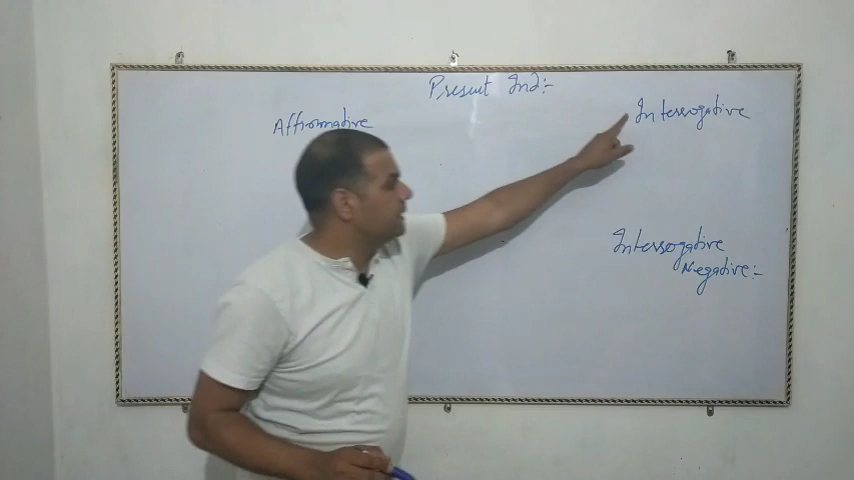 Present Ind:-
Affirmative
Interrogative
Interrogative
Negative:-